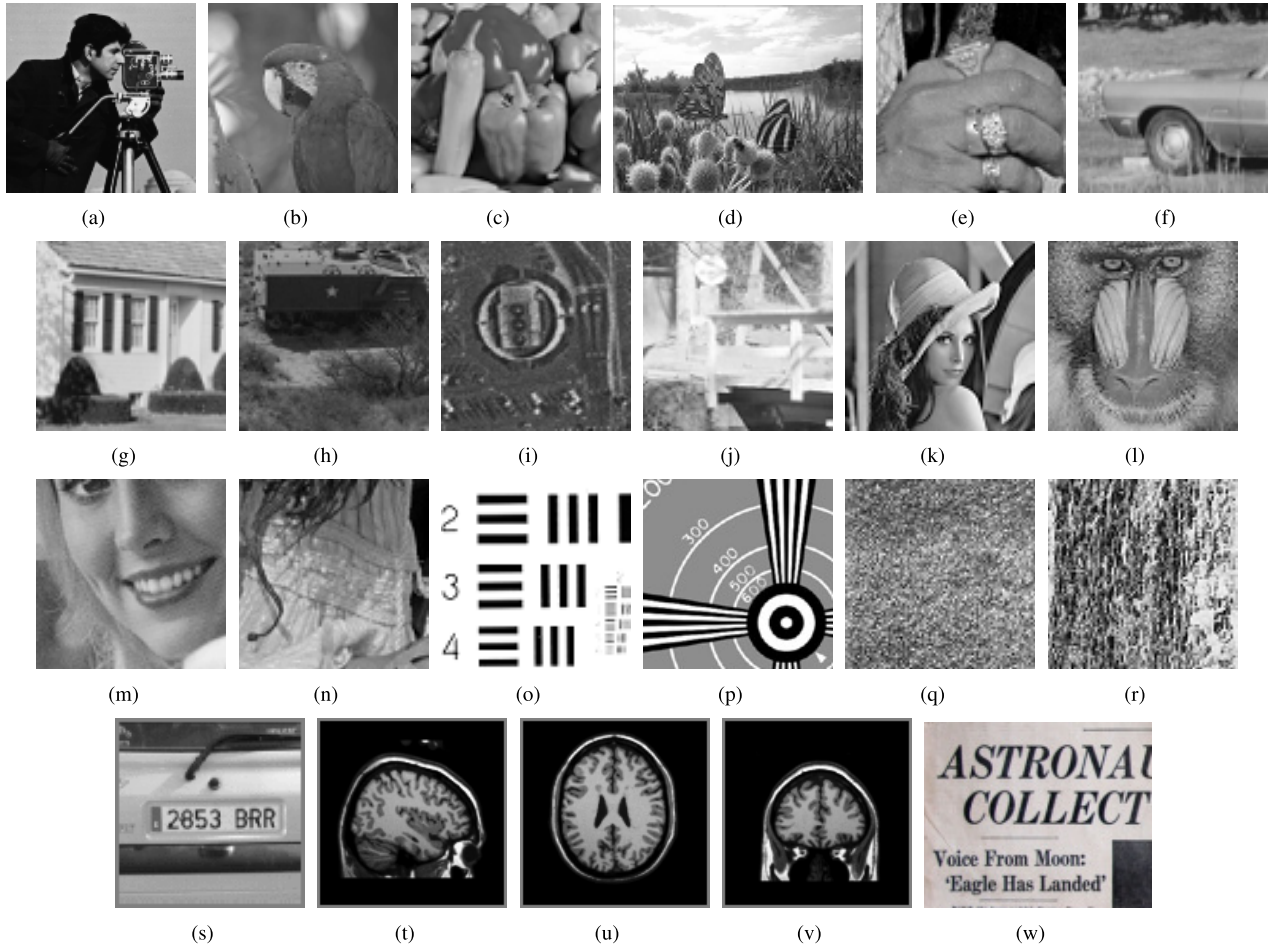 (a) (b) (c) (d) (e) (f)
(g) (h) (i) (j) (k) (l)
2
3
4
300
400
500
600
(m) (n) (o) (p) (q) (r)
2853 BRR
ASTRONAU
COLLECT
Voice From Moon:
‘Eagle Has Landed’
(s) (t) (u) (v) (w)